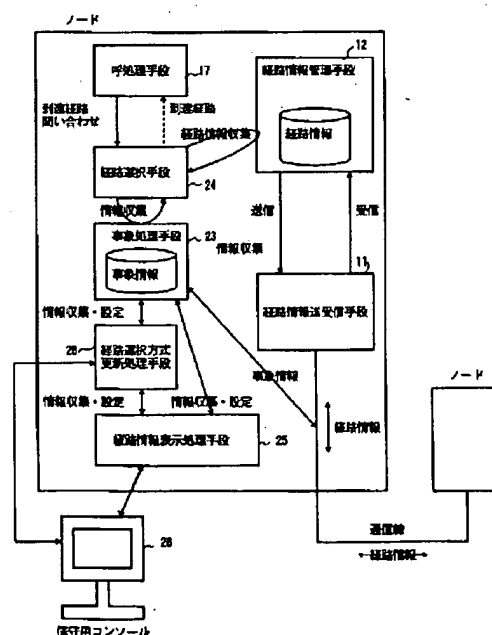 ノード
呼処理手段
17
到達経路
問い合わせ
到達経路
経路情報収集
経路選択手段
24
情報収集
12
経路情報管理手段
経路情報
送信
受信
事象処理手段
23
事象情報
情報収集
11
経路情報送受信手段
情報収集・設定
26
経路選択方式
更新処理手段
情報収集・設定
情報収集・設定
事象情報
経路情報表示処理手段
25
経路情報
ノード
通信線
経路情報
28
保守用コンソール